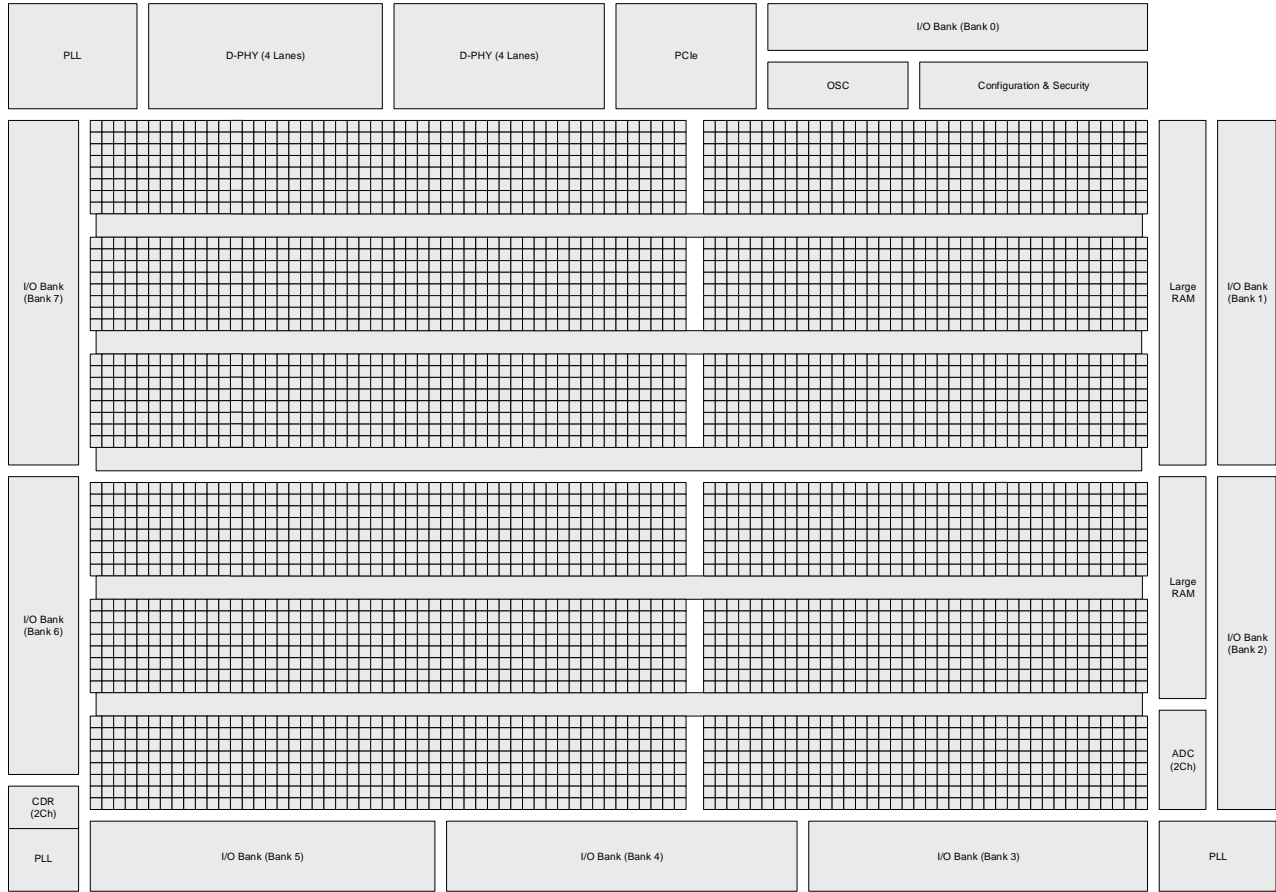 PLL
D-PHY (4 Lanes)
D-PHY (4 Lanes)
PCIe
I/O Bank (Bank 0)
OSC
Configuration & Security
I/O Bank
(Bank 7)
Large
RAM
I/O Bank
(Bank 1)
I/O Bank
(Bank 6)
Large
RAM
I/O Bank
(Bank 2)
ADC
(2Ch)
CDR
(2Ch)
PLL
I/O Bank (Bank 5)
I/O Bank (Bank 4)
I/O Bank (Bank 3)
PLL